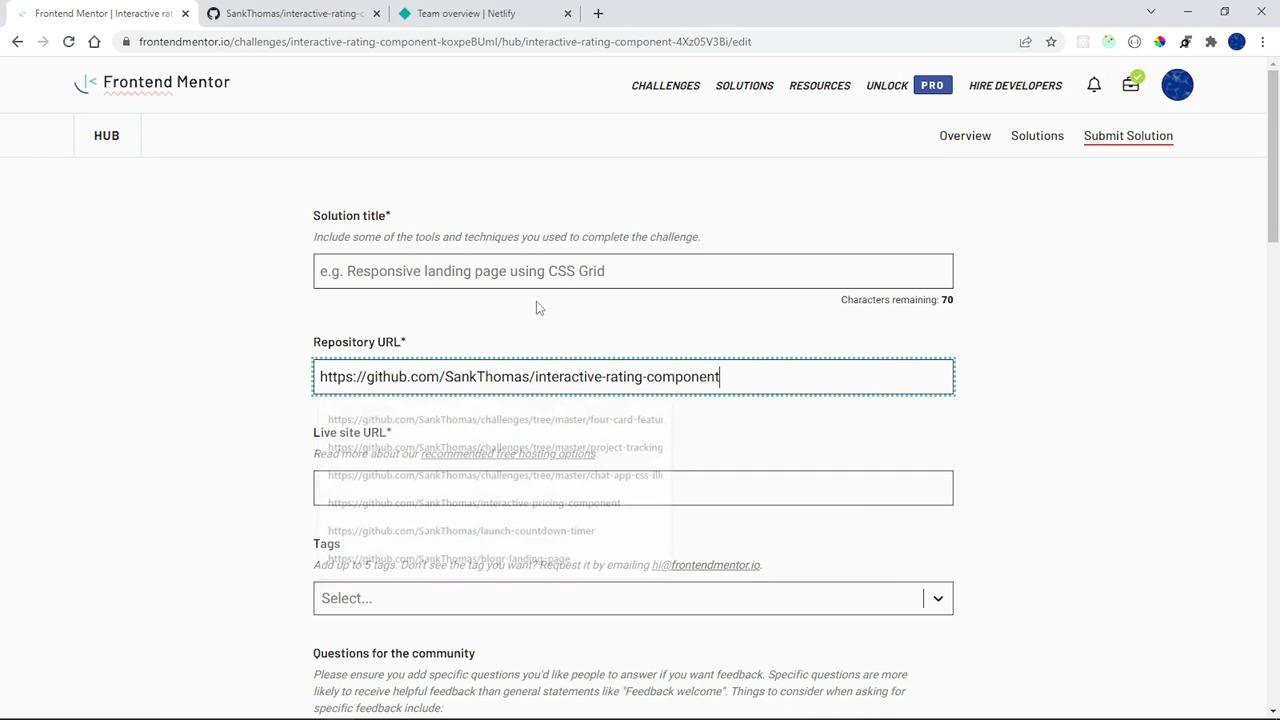 Frontend Mentor | Interactive rat
SankThomas/interactive-rating-c
Team overview | Netlify
frontendmentor.io/challenges/interactive-rating-component-koxpeBUml/hub/interactive-rating-component-4Xz05V3Bi/edit
Frontend Mentor
CHALLENGES SOLUTIONS RESOURCES UNLOCK PRO HIRE DEVELOPERS
HUB
Overview Solutions Submit Solution
Solution title*
Include some of the tools and techniques you used to complete the challenge.
e.g. Responsive landing page using CSS Grid
Characters remaining: 70
Repository URL*
https://github.com/SankThomas/interactive-rating-component
https://github.com/SankThomas/challenges/tree/master/four-card-featu
Live site URL*
https://github.com/SankThomas/challenges/tree/master/project-tracking
Read more about our recommended free hosting options.
https://github.com/SankThomas/challenges/tree/master/chat-app-css-illu
https://github.com/SankThomas/interactive-pricing-component
https://github.com/SankThomas/launch-countdown-timer
Tags
https://github.com/SankThomas/blogr-landing-page
Add up to 5 tags. Don't see the tag you want? Request it by emailing hi@frontendmentor.io.
Select...
Questions for the community
Please ensure you add specific questions you'd like people to answer if you want feedback. Specific questions are more
likely to receive helpful feedback than general statements like "Feedback welcome". Things to consider when asking for
specific feedback include: